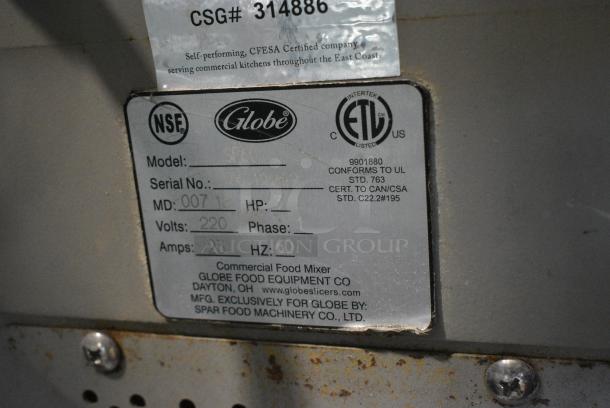 CSG# 314886
Self-performing, CFESA Certified company
serving commercial kitchens throughout the East Coast.
NSF
Globe®
INTERTEK
C ETL US
LISTED
Model:
9901880
CONFORMS TO UL
STD. 763
CERT. TO CAN/CSA
STD. C22.2#195
Serial No.:
MD: 007 HP:
Volts: 220 Phase:
Amps: HZ: 60
AUCTION GROUP
Commercial Food Mixer
GLOBE FOOD EQUIPMENT CO
DAYTON, OH www.globeslicers.com
MFG. EXCLUSIVELY FOR GLOBE BY:
SPAR FOOD MACHINERY CO., LTD.